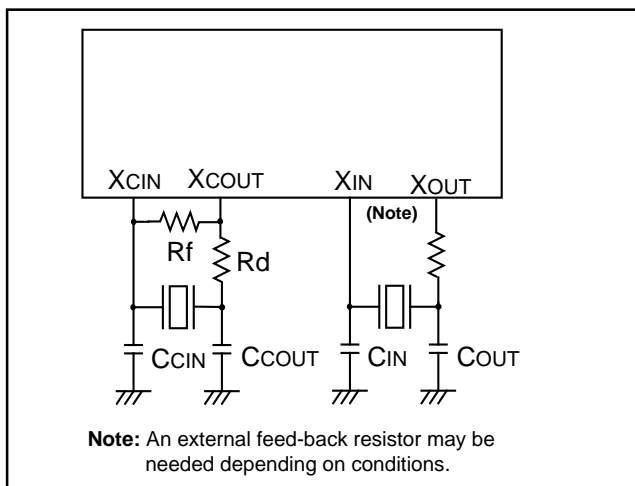 XCIN XCOUT XIN XOUT
(Note)
Rf
Rd
CCIN CCOUT CIN COUT
Note: An external feed-back resistor may be
needed depending on conditions.